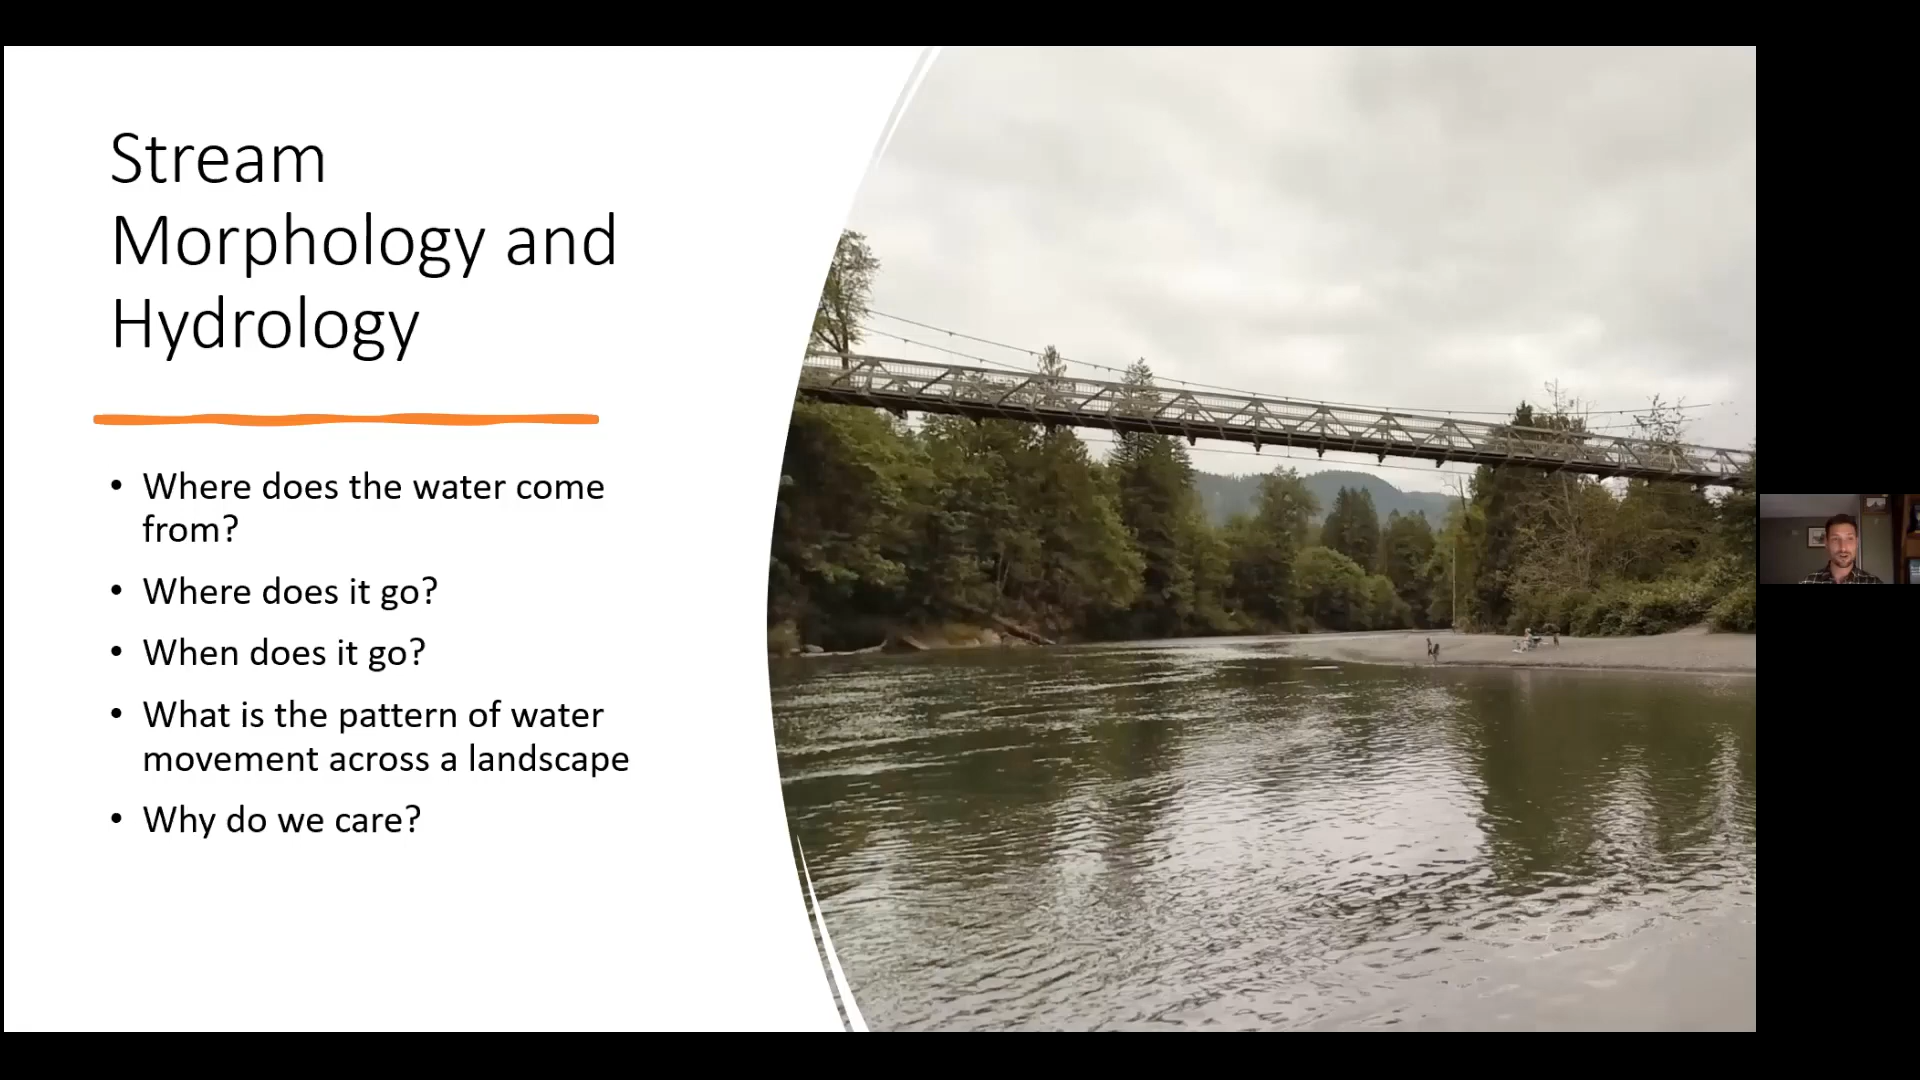 Stream
Morphology and
Hydrology
• Where does the water come
from?
• Where does it go?
• When does it go?
• What is the pattern of water
movement across a landscape
• Why do we care?